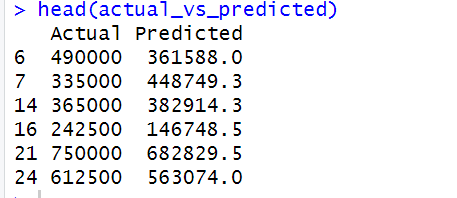 > head(actual_vs_predicted)
Actual Predicted
6 490000 361588.0
7 335000 448749.3
14 365000 382914.3
16 242500 146748.5
21 750000 682829.5
24 612500 563074.0